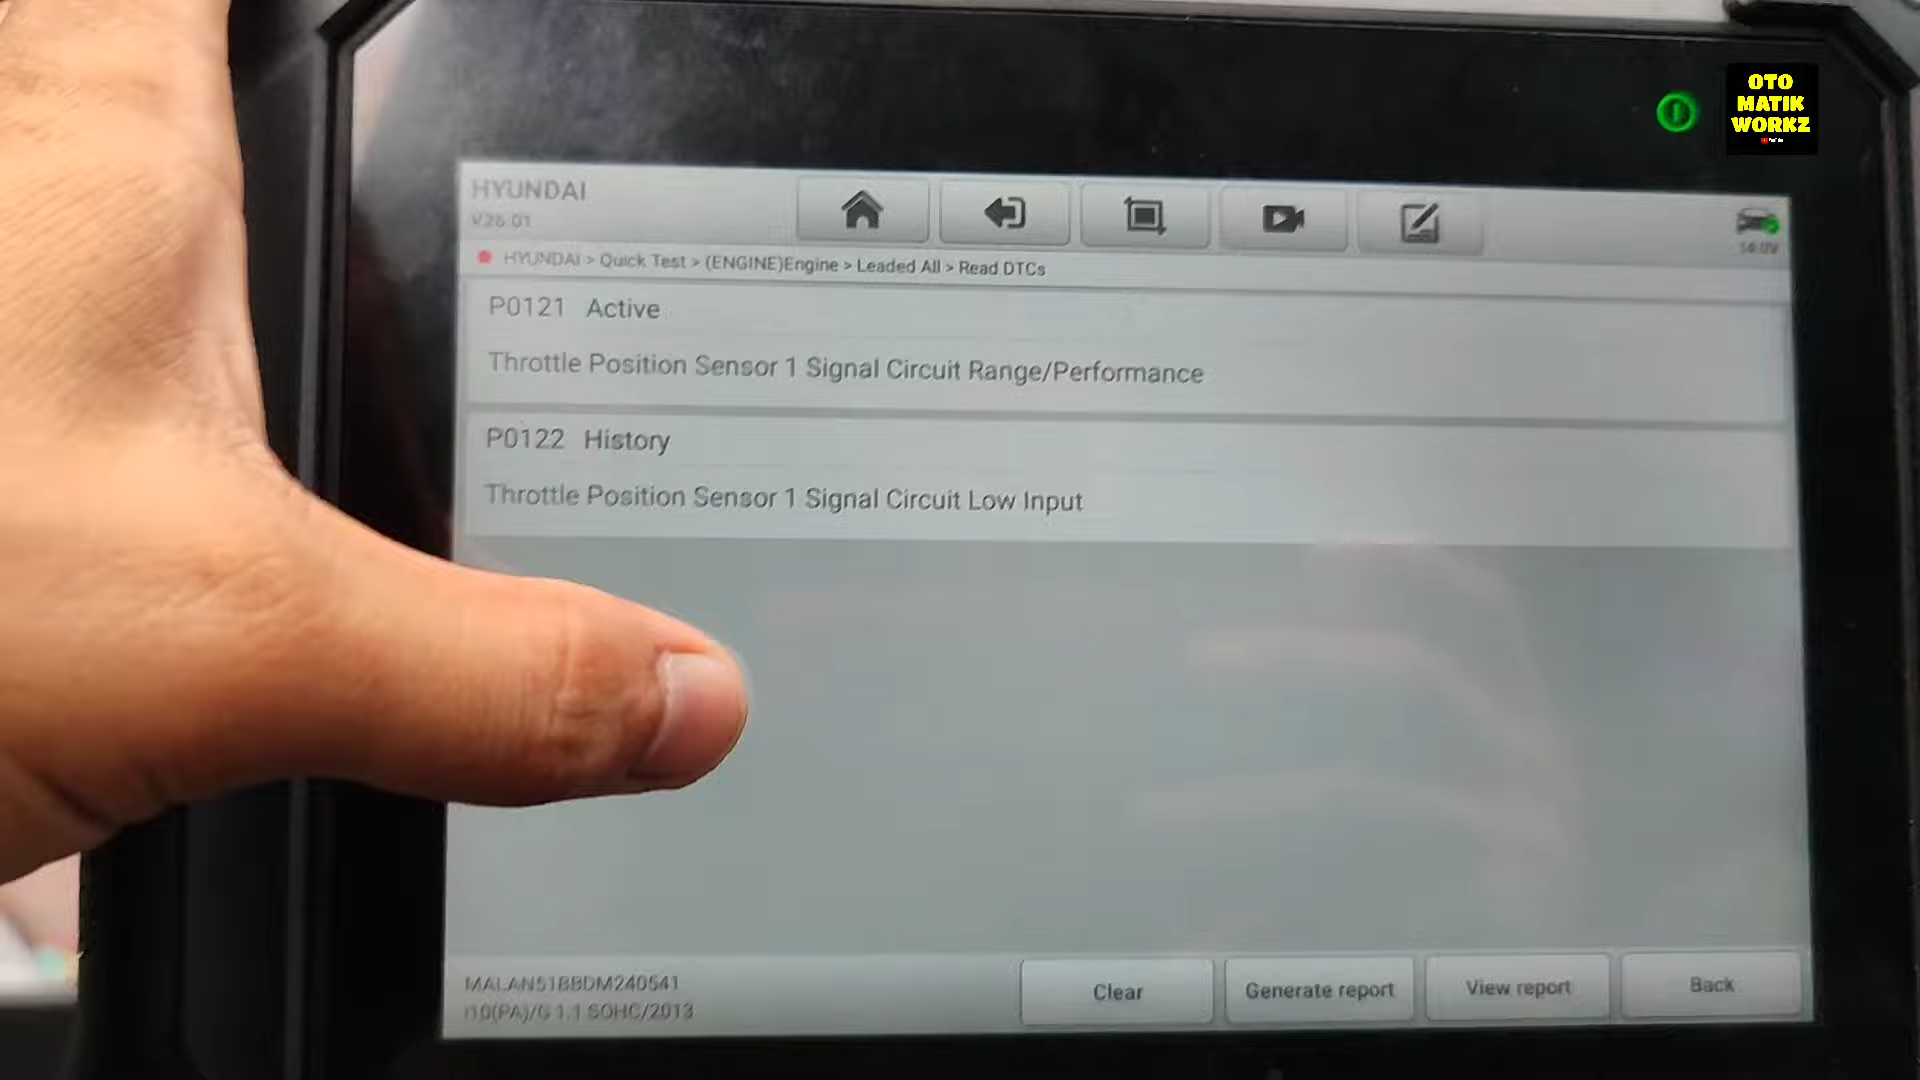 OTO
MATIK
WORKZ
HYUNDAI
V26.01
HYUNDAI > Quick Test > (ENGINE)Engine > Leaded All > Read DTCs
P0121 Active
Throttle Position Sensor 1 Signal Circuit Range/Performance
P0122 History
Throttle Position Sensor 1 Signal Circuit Low Input
MALAN51BBDM240541
i10(PA)/G 1.1 SOHC/2013
Clear
Generate report
View report
Back